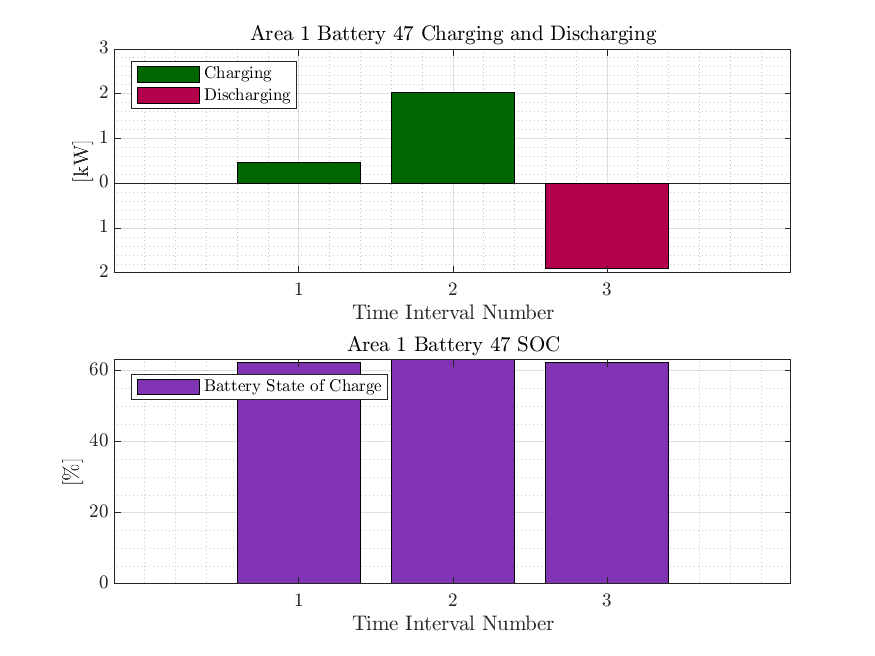 Area 1 Battery 47 Charging and Discharging
3
2
1
0
1
2
[kW]
Charging
Discharging
1 2 3
Time Interval Number
Area 1 Battery 47 SOC
60
40
20
0
[%]
Battery State of Charge
1 2 3
Time Interval Number